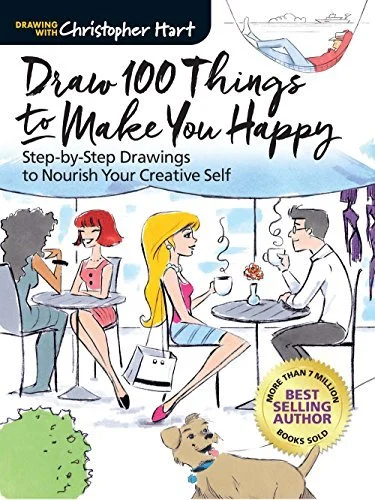 DRAWING WITH Christopher Hart
Draw 100 Things
to Make You Happy
Step-by-Step Drawings
to Nourish Your Creative Self
MORE THAN 7 MILLION
BEST
SELLING
AUTHOR
BOOKS SOLD